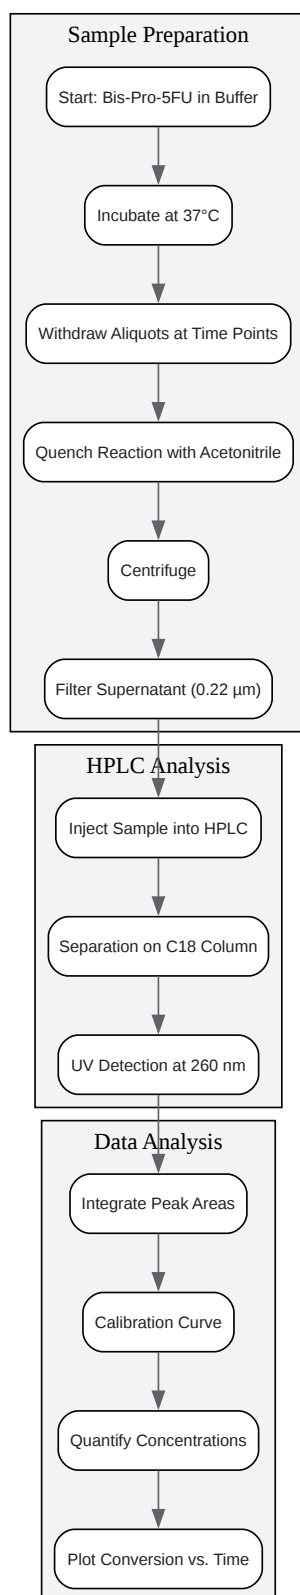 Sample Preparation
Start: Bis-Pro-5FU in Buffer
Incubate at 37°C
Withdraw Aliquots at Time Points
Quench Reaction with Acetonitrile
Centrifuge
Filter Supernatant (0.22 µm)
HPLC Analysis
Inject Sample into HPLC
Separation on C18 Column
UV Detection at 260 nm
Data Analysis
Integrate Peak Areas
Calibration Curve
Quantify Concentrations
Plot Conversion vs. Time